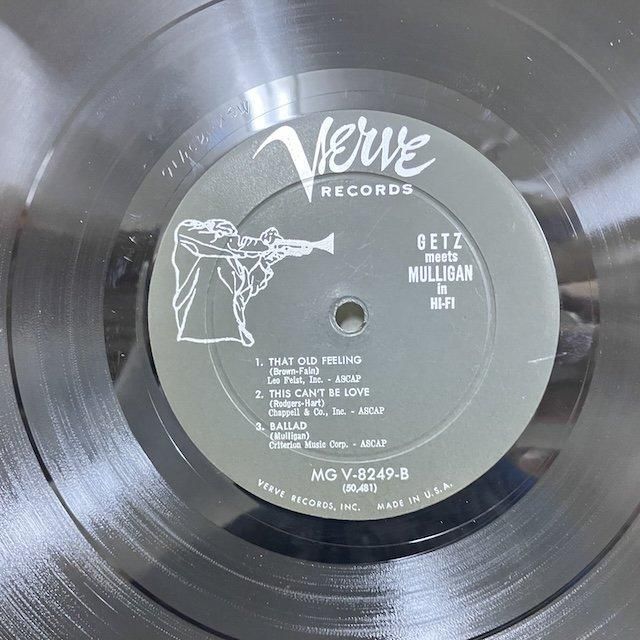 Verve
RECORDS
GETZ
meets
MULLIGAN
in
HI-FI
1. THAT OLD FEELING
(Brown-Fain)
Leo Feist, Inc. - ASCAP
2. THIS CAN'T BE LOVE
(Rodgers-Hart)
Chappell & Co., Inc. - ASCAP
3. BALLAD
(Mulligan)
Criterion Music Corp. - ASCAP
MG V-8249-B
(50,481)
VERVE RECORDS, INC. MADE IN U.S.A.